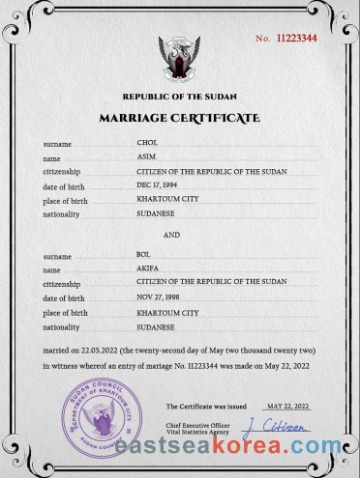 No. 11223344
REPUBLIC OF THE SUDAN
MARRIAGE CERTIFICATE
surname CHOL
name ASIM
citizenship CITIZEN OF THE REPUBLIC OF THE SUDAN
date of birth DEC 17, 1994
place of birth KHARTOUM CITY
nationality SUDANESE
AND
surname BOL
name AKIFA
citizenship CITIZEN OF THE REPUBLIC OF THE SUDAN
date of birth NOV 27, 1998
place of birth KHARTOUM CITY
nationality SUDANESE
married on 22.05.2022 (the twenty-second day of May two thousand twenty two)
in witness whereof an entry of marriage No. 11223344 was made on May 22, 2022
SUDAN COUNCIL
DEPARTMENT OF KHARTOUM CITY
SUDAN COUNCIL
The Certificate was issued MAY 22, 2022
Chief Executive Officer
Vital Statistics Agency
J. Citizen
eastseakorea.com